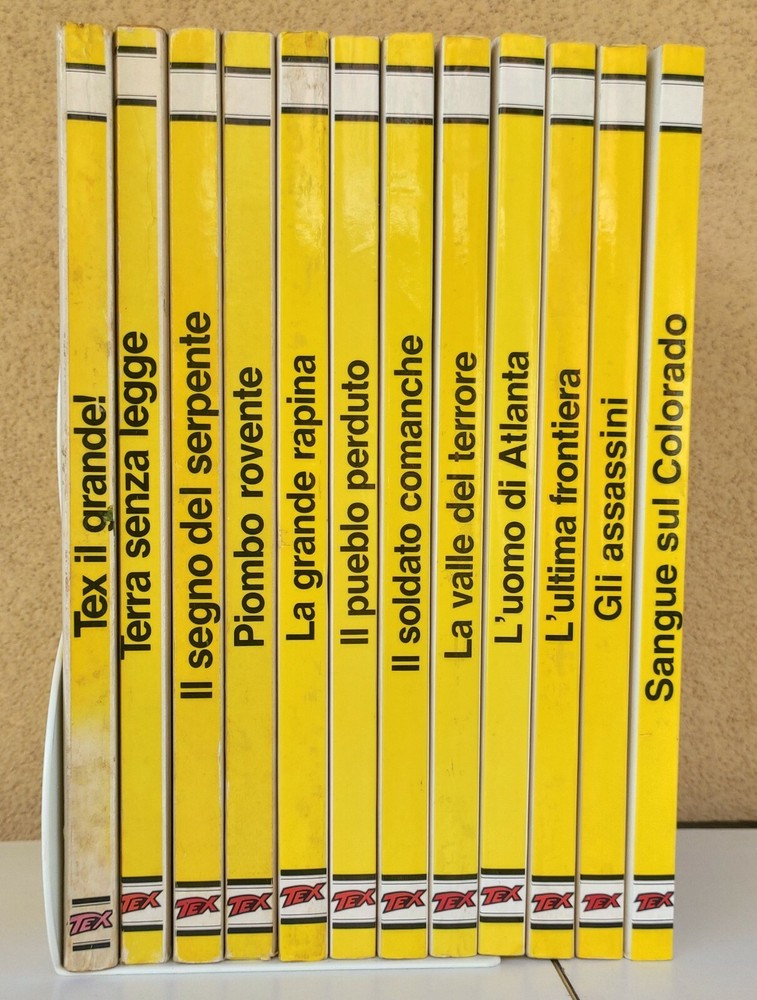 Tex il grande!
TEX
Terra senza legge
TEX
Il segno del serpente
TEX
Piombo rovente
TEX
La grande rapina
TEX
Il pueblo perduto
TEX
Il soldato comanche
TEX
La valle del terrore
TEX
L'uomo di Atlanta
TEX
L'ultima frontiera
TEX
Gli assassini
TEX
Sangue sul Colorado
TEX